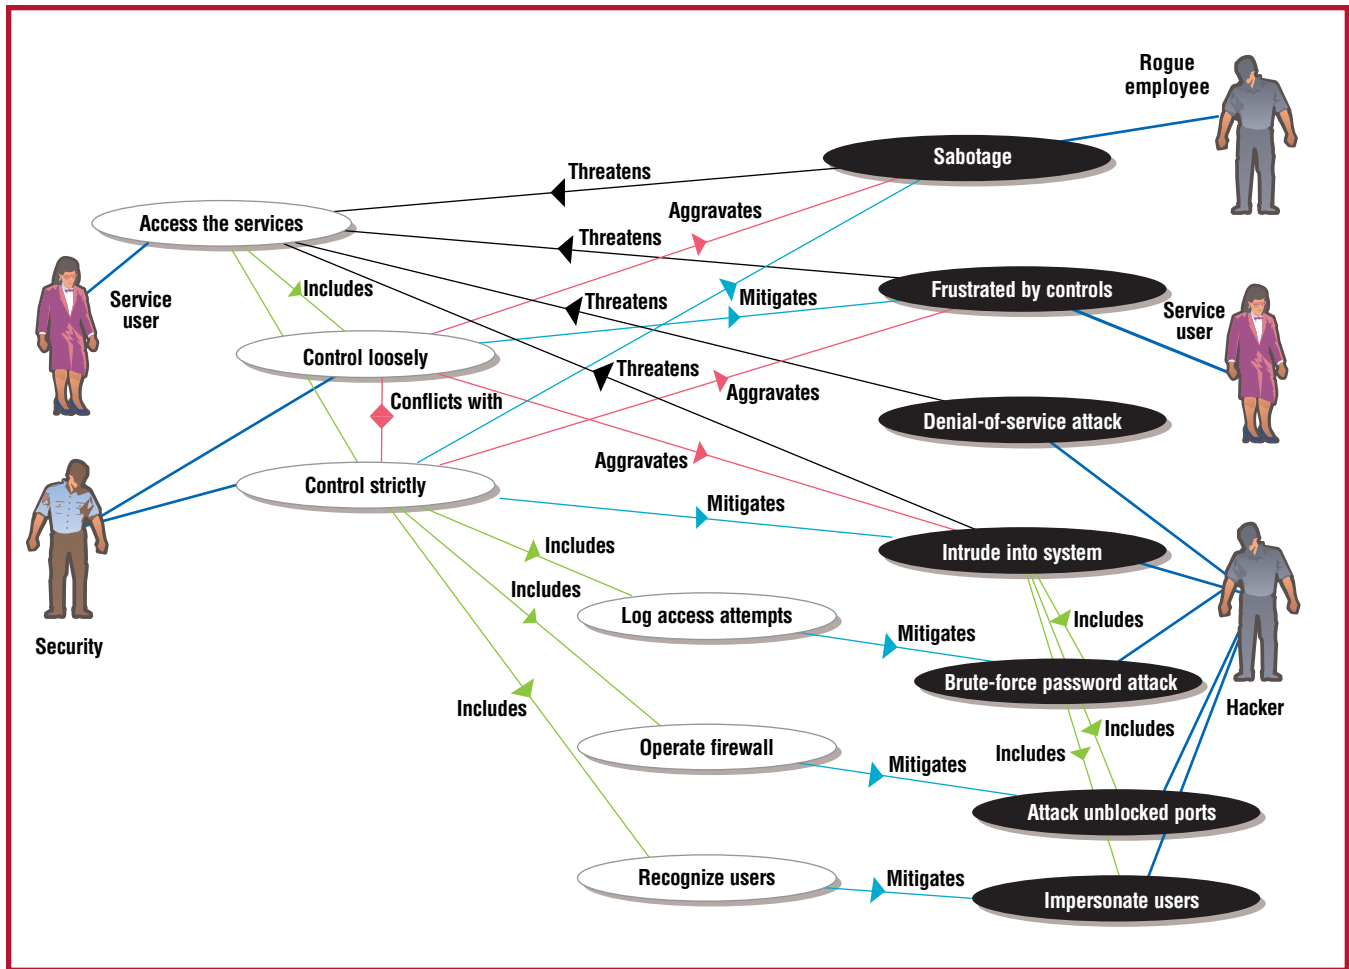 Rogue
employee
Sabotage
Threatens
Aggravates
Access the services
Threatens
Includes
Mitigates
Frustrated by controls
Threatens
Service
user
Service
user
Control loosely
Threatens
Aggravates
Conflicts with
Denial-of-service attack
Aggravates
Control strictly
Mitigates
Includes
Intrude into system
Includes
Log access attempts
Includes
Mitigates
Security
Brute-force password attack
Includes
Hacker
Includes
Includes
Operate firewall
Mitigates
Attack unblocked ports
Recognize users
Mitigates
Impersonate users